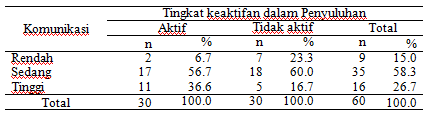 Tingkat keaktifan dalam Penyuluhan
Komunikasi Aktif Tidak aktif Total
n % n % n %
Rendah 2 6.7 7 23.3 9 15.0
Sedang 17 56.7 18 60.0 35 58.3
Tinggi 11 36.6 5 16.7 16 26.7
Total 30 100.0 30 100.0 60 100.0